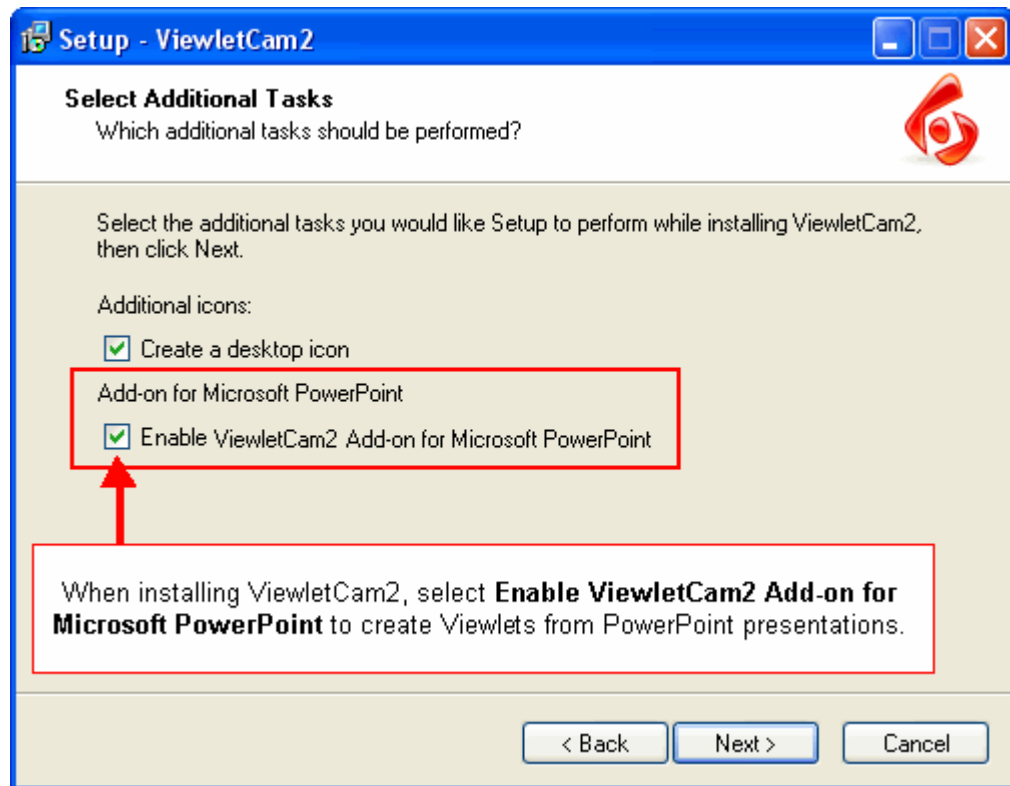 Setup - ViewletCam2
Select Additional Tasks
Which additional tasks should be performed?
Select the additional tasks you would like Setup to perform while installing ViewletCam2,
then click Next.
Additional icons:
Create a desktop icon
Add-on for Microsoft PowerPoint
Enable ViewletCam2 Add-on for Microsoft PowerPoint
When installing ViewletCam2, select Enable ViewletCam2 Add-on for
Microsoft PowerPoint to create Viewlets from PowerPoint presentations.
< Back Next > Cancel